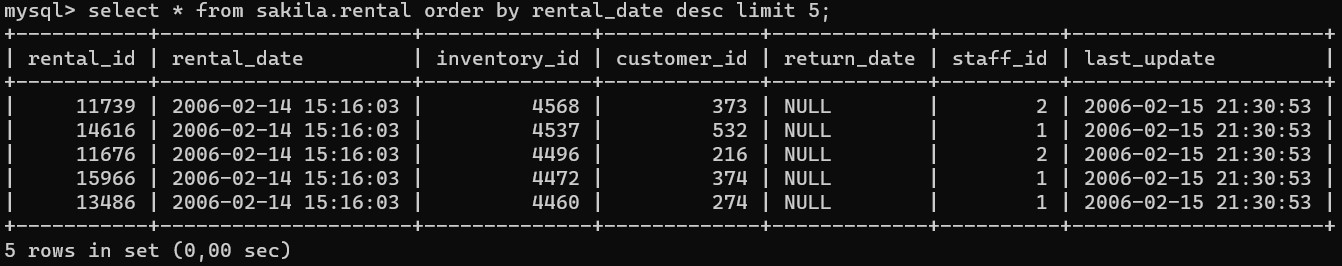 mysql> select * from sakila.rental order by rental_date desc limit 5;
+-----------+---------------------+--------------+-------------+-------------+----------+---------------------+
| rental_id | rental_date         | inventory_id | customer_id | return_date | staff_id | last_update         |
+-----------+---------------------+--------------+-------------+-------------+----------+---------------------+
|     11739 | 2006-02-14 15:16:03 |         4568 |         373 | NULL        |        2 | 2006-02-15 21:30:53 |
|     14616 | 2006-02-14 15:16:03 |         4537 |         532 | NULL        |        1 | 2006-02-15 21:30:53 |
|     11676 | 2006-02-14 15:16:03 |         4496 |         216 | NULL        |        2 | 2006-02-15 21:30:53 |
|     15966 | 2006-02-14 15:16:03 |         4472 |         374 | NULL        |        1 | 2006-02-15 21:30:53 |
|     13486 | 2006-02-14 15:16:03 |         4460 |         274 | NULL        |        1 | 2006-02-15 21:30:53 |
+-----------+---------------------+--------------+-------------+-------------+----------+---------------------+
5 rows in set (0,00 sec)